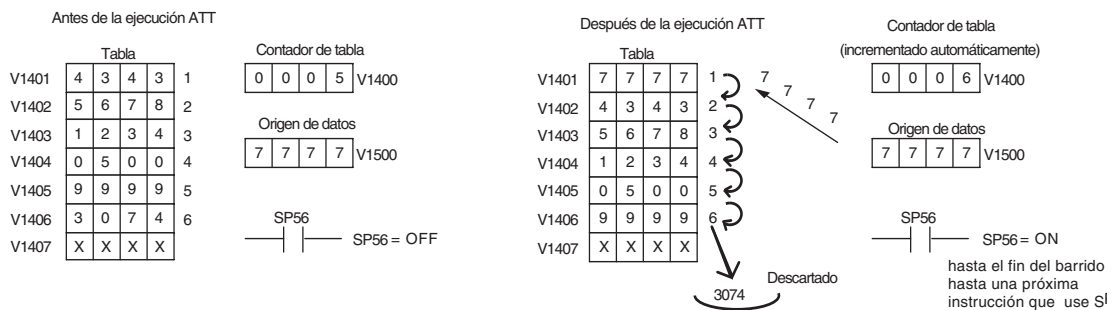 Antes de la ejecución ATT
Tabla
V1401 4 3 4 3 1
V1402 5 6 7 8 2
V1403 1 2 3 4 3
V1404 0 5 0 0 4
V1405 9 9 9 9 5
V1406 3 0 7 4 6
V1407 X X X X
Contador de tabla
0 0 0 5 V1400
Origen de datos
7 7 7 7 V1500
SP56
SP56 = OFF
Después de la ejecución ATT
Tabla
V1401 7 7 7 7 1
V1402 4 3 4 3 2
V1403 5 6 7 8 3
V1404 1 2 3 4 4
V1405 0 5 0 0 5
V1406 9 9 9 9 6
V1407 X X X X
7 7 7 7
3074
Descartado
Contador de tabla
(incrementado automáticamente)
0 0 0 6 V1400
Origen de datos
7 7 7 7 V1500
SP56
SP56 = ON
hasta el fin del barrido
hasta una próxima
instrucción que use